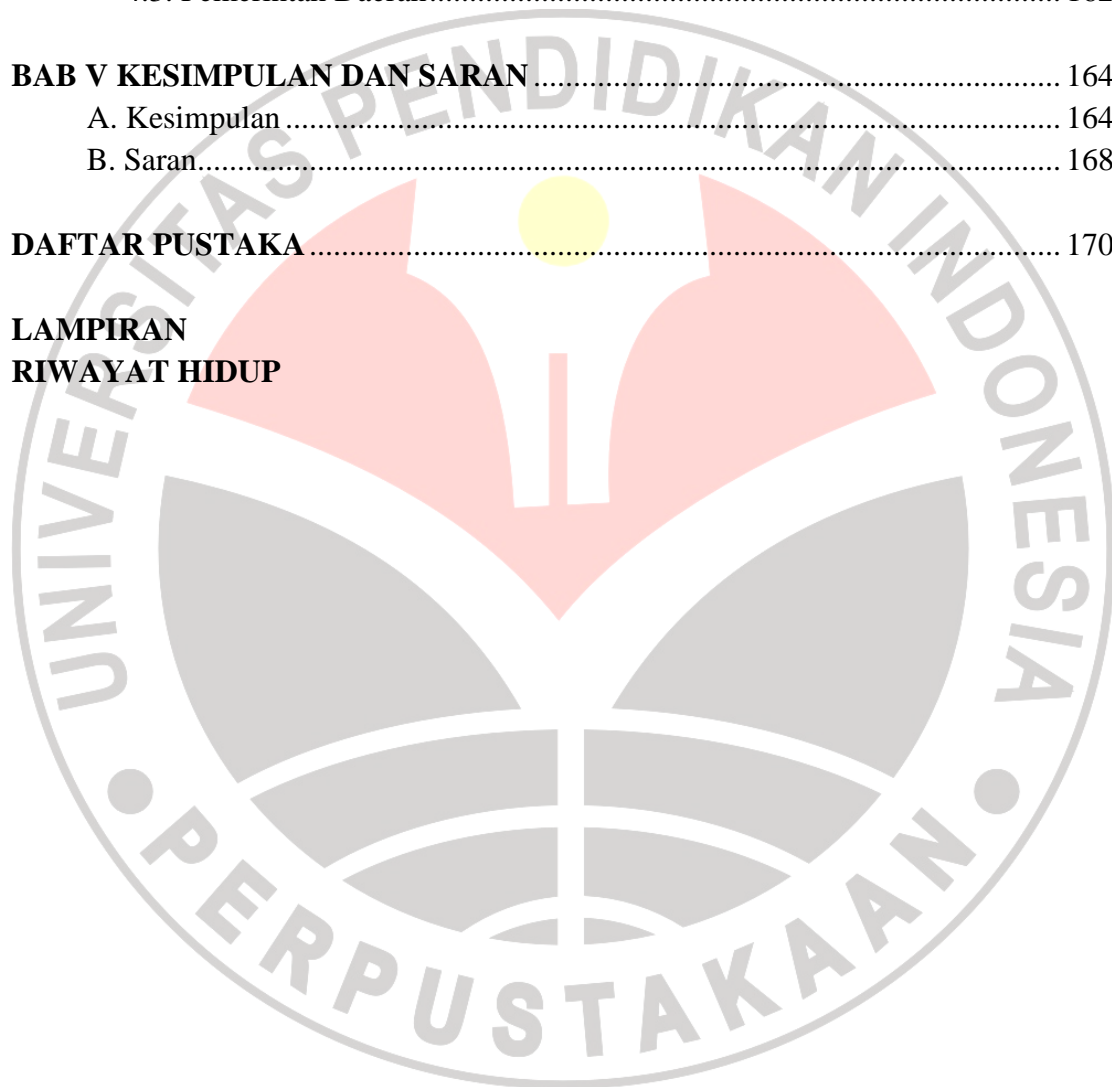 BAB V KESIMPULAN DAN SARAN ........ 164
A. Kesimpulan ........ 164
B. Saran ........ 168
DAFTAR PUSTAKA ........ 170
LAMPIRAN
RIWAYAT HIDUP
UNIVERSITAS PENDIDIKAN INDONESIA
PERPUSTAKAAN